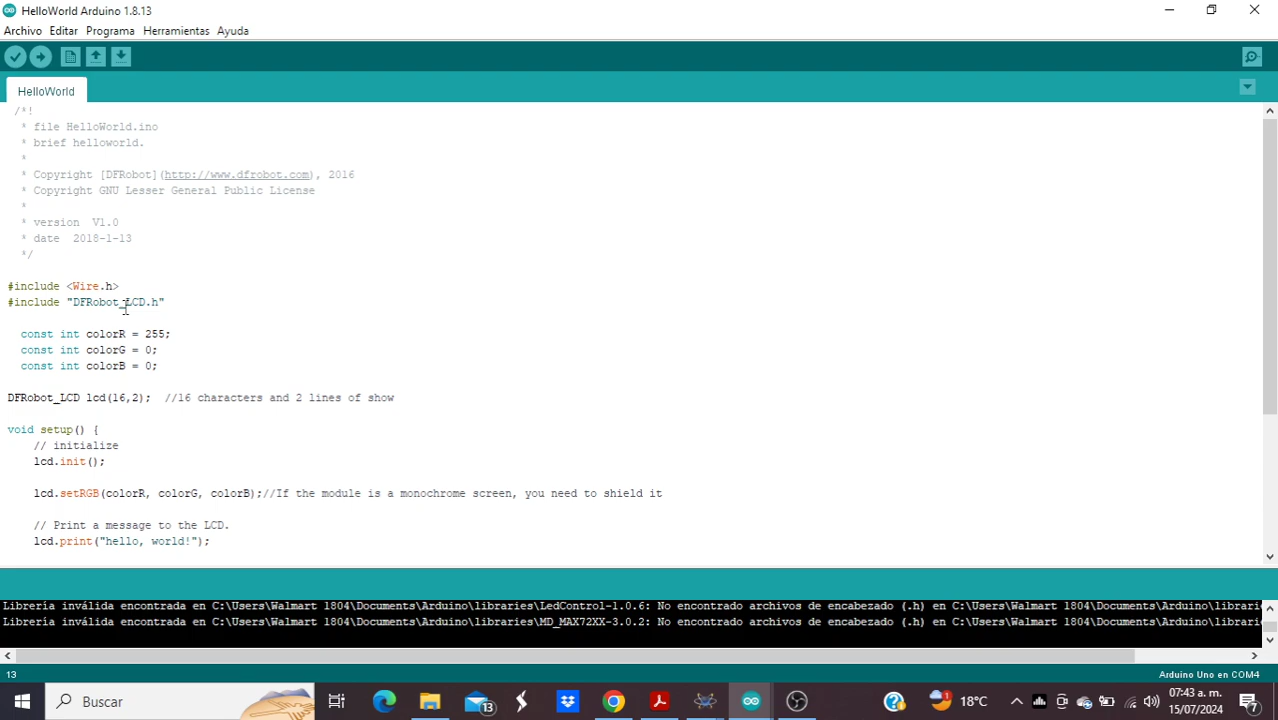 HelloWorld Arduino 1.8.13
Archivo Editar Programa Herramientas Ayuda
HelloWorld
/*!
* file HelloWorld.ino
* brief helloworld.
*
* Copyright [DFRobot](http://www.dfrobot.com), 2016
* Copyright GNU Lesser General Public License
*
* version V1.0
* date 2018-1-13
*/
#include <Wire.h>
#include "DFRobot_LCD.h"
const int colorR = 255;
const int colorG = 0;
const int colorB = 0;
DFRobot_LCD lcd(16,2); //16 characters and 2 lines of show
void setup() {
// initialize
lcd.init();
lcd.setRGB(colorR, colorG, colorB);//If the module is a monochrome screen, you need to shield it
// Print a message to the LCD.
lcd.print("hello, world!");
Librería inválida encontrada en C:\Users\Walmart 1804\Documents\Arduino\libraries\LedControl-1.0.6: No encontrado archivos de encabezado (.h) en C:\Users\Walmart 1804\Documents\Arduino\librari
Librería inválida encontrada en C:\Users\Walmart 1804\Documents\Arduino\libraries\MD_MAX72XX-3.0.2: No encontrado archivos de encabezado (.h) en C:\Users\Walmart 1804\Documents\Arduino\librari
13 Arduino Uno en COM4
Buscar 13 18°C 07:43 a. m.
15/07/2024 7